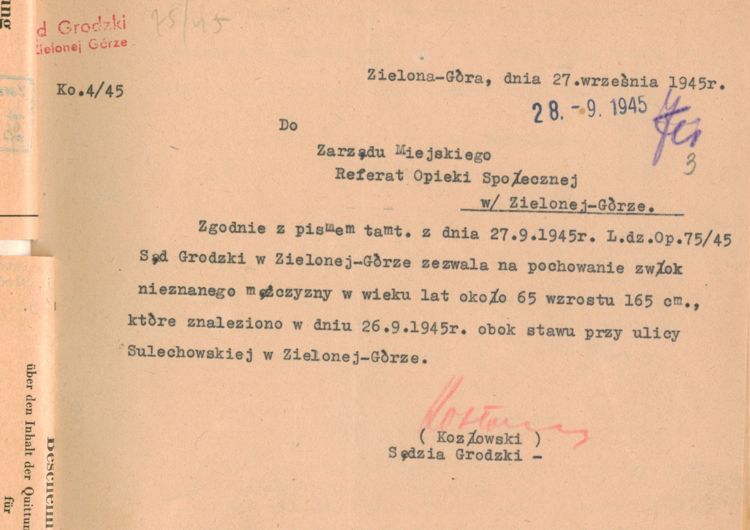 d Grodzki
Zielonej Górze
75/45
Ko.4/45
Zielona-Góra, dnia 27.września 1945r.
28. -9. 1945
3
Do
Zarządu Miejskiego
Referat Opieki Społecznej
w/ Zielonej-Górze.
Zgodnie z pismem tamt. z dnia 27.9.1945r. L.dz.Op.75/45
Sąd Grodzki w Zielonej-Górze zezwala na pochowanie zwłok
nieznanego mężczyzny w wieku lat około 65 wzrostu 165 cm.,
które znaleziono w dniu 26.9.1945r. obok stawu przy ulicy
Sulechowskiej w Zielonej-Górze.
( Kozłowski )
Sędzia Grodzki -
über den Inhalt der Quittun
für